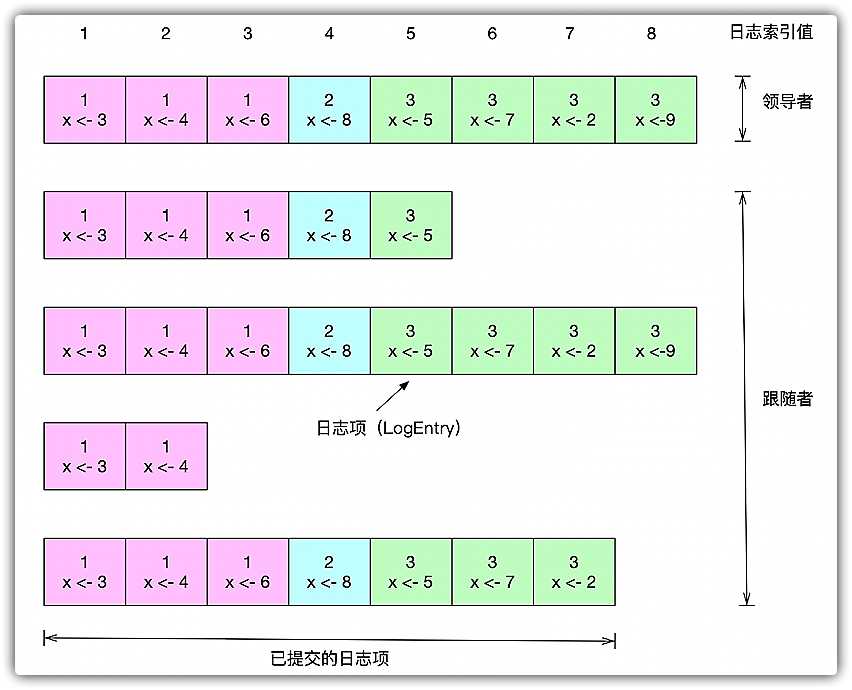 1 2 3 4 5 6 7 8 日志索引值
1 1 1 2 3 3 3 3
x <- 3 x <- 4 x <- 6 x <- 8 x <- 5 x <- 7 x <- 2 x <-9
领导者
1 1 1 2 3
x <- 3 x <- 4 x <- 6 x <- 8 x <- 5
1 1 1 2 3 3 3 3
x <- 3 x <- 4 x <- 6 x <- 8 x <- 5 x <- 7 x <- 2 x <-9
日志项（LogEntry）
跟随者
1 1
x <- 3 x <- 4
1 1 1 2 3 3 3
x <- 3 x <- 4 x <- 6 x <- 8 x <- 5 x <- 7 x <- 2
已提交的日志项